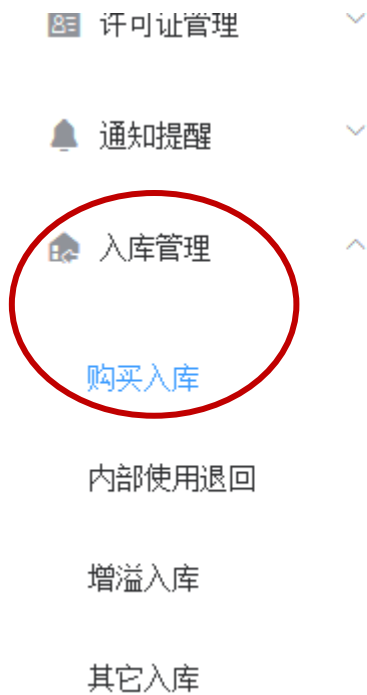 许可证管理
通知提醒
入库管理
购买入库
内部使用退回
增溢入库
其它入库